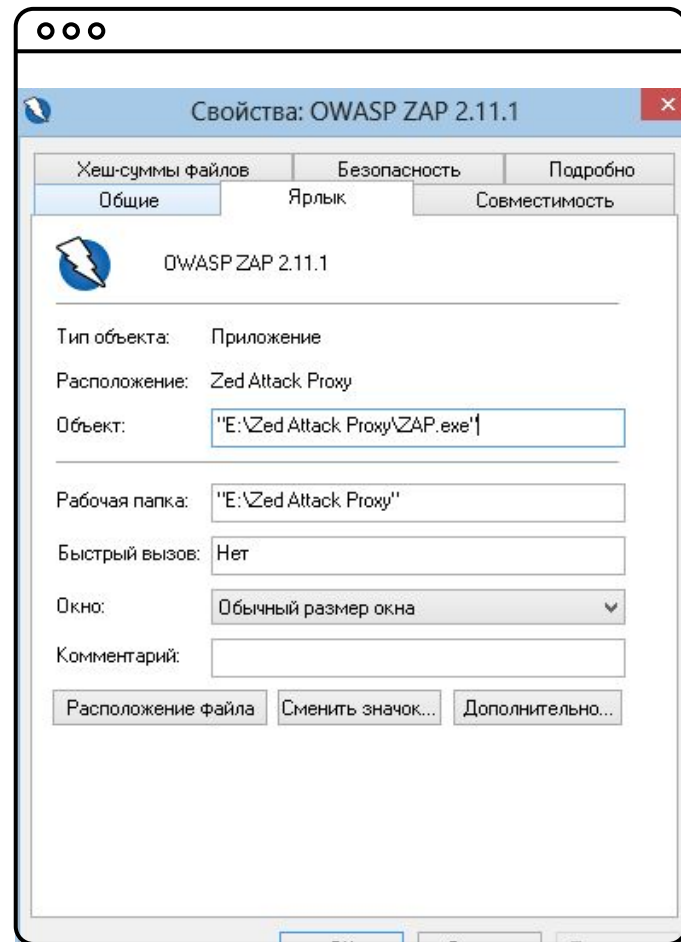 Свойства: OWASP ZAP 2.11.1
Хеш-суммы файлов Безопасность Подробно
Общие Ярлык Совместимость
OWASP ZAP 2.11.1
Тип объекта: Приложение
Расположение: Zed Attack Proxy
Объект: "E:\Zed Attack Proxy\ZAP.exe"
Рабочая папка: "E:\Zed Attack Proxy"
Быстрый вызов: Нет
Окно: Обычный размер окна
Комментарий:
Расположение файла Сменить значок... Дополнительно...